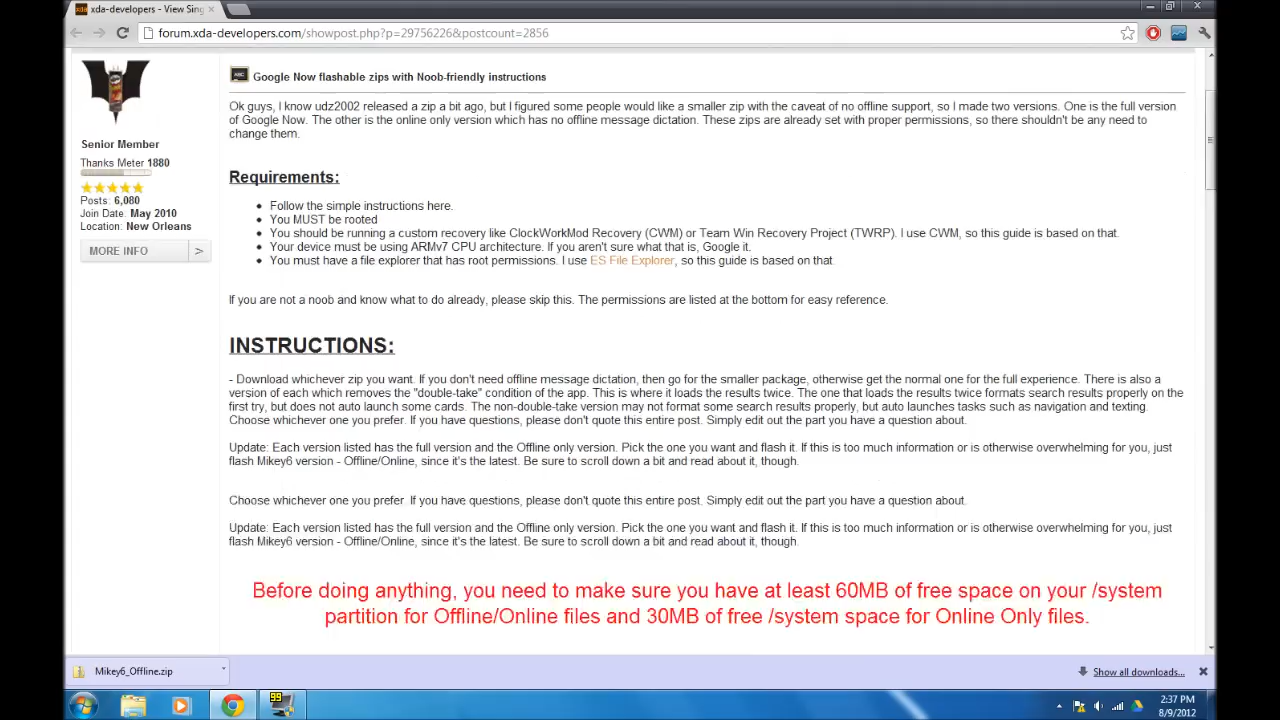 xda-developers - View Sing
forum.xda-developers.com/showpost.php?p=29756226&postcount=2856
Google Now flashable zips with Noob-friendly instructions
Senior Member
Thanks Meter 1880
Posts: 6,080
Join Date: May 2010
Location: New Orleans
MORE INFO >
Ok guys, I know udz2002 released a zip a bit ago, but I figured some people would like a smaller zip with the caveat of no offline support, so I made two versions. One is the full version
of Google Now. The other is the online only version which has no offline message dictation. These zips are already set with proper permissions, so there shouldn't be any need to
change them.
Requirements:
• Follow the simple instructions here.
• You MUST be rooted
• You should be running a custom recovery like ClockWorkMod Recovery (CWM) or Team Win Recovery Project (TWRP). I use CWM, so this guide is based on that.
• Your device must be using ARMv7 CPU architecture. If you aren't sure what that is, Google it.
• You must have a file explorer that has root permissions. I use ES File Explorer, so this guide is based on that.
If you are not a noob and know what to do already, please skip this. The permissions are listed at the bottom for easy reference.
INSTRUCTIONS:
- Download whichever zip you want. If you don't need offline message dictation, then go for the smaller package, otherwise get the normal one for the full experience. There is also a
version of each which removes the "double-take" condition of the app. This is where it loads the results twice. The one that loads the results twice formats search results properly on the
first try, but does not auto launch some cards. The non-double-take version may not format some search results properly, but auto launches tasks such as navigation and texting.
Choose whichever one you prefer. If you have questions, please don't quote this entire post. Simply edit out the part you have a question about.
Update: Each version listed has the full version and the Offline only version. Pick the one you want and flash it. If this is too much information or is otherwise overwhelming for you, just
flash Mikey6 version - Offline/Online, since it's the latest. Be sure to scroll down a bit and read about it, though.
Choose whichever one you prefer. If you have questions, please don't quote this entire post. Simply edit out the part you have a question about.
Update: Each version listed has the full version and the Offline only version. Pick the one you want and flash it. If this is too much information or is otherwise overwhelming for you, just
flash Mikey6 version - Offline/Online, since it's the latest. Be sure to scroll down a bit and read about it, though.
Before doing anything, you need to make sure you have at least 60MB of free space on your /system
partition for Offline/Online files and 30MB of free /system space for Online Only files.
Mikey6_Offline.zip
Show all downloads...
99
2:37 PM
8/9/2012